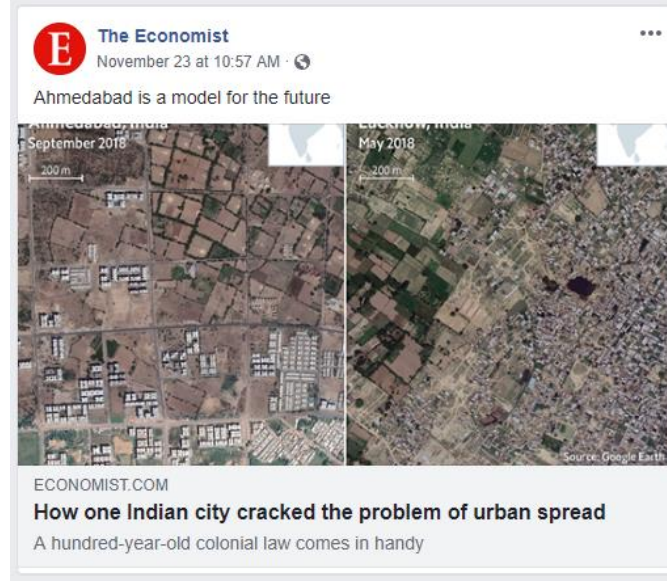 The Economist
November 23 at 10:57 AM ·
Ahmedabad is a model for the future
Ahmedabad, India
September 2018
200 m
Lucknow, India
May 2018
200 m
Source: Google Earth
ECONOMIST.COM
How one Indian city cracked the problem of urban spread
A hundred-year-old colonial law comes in handy